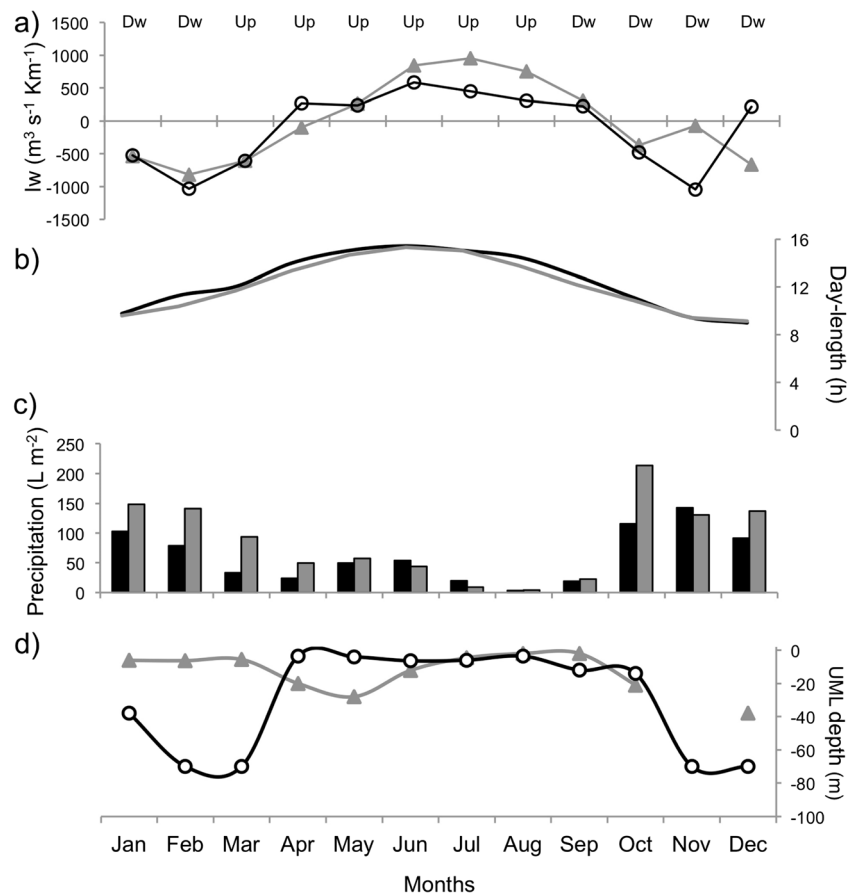 a)
Dw Dw Up Up Up Up Up Up Dw Dw Dw Dw
Iw (m³ s⁻¹ Km⁻¹)
1500
1000
500
0
-500
-1000
-1500
b)
16
12
8
4
0
Day-length (h)
c)
Precipitation (L m⁻²)
250
200
150
100
50
0
d)
0
-20
-40
-60
-80
-100
UML depth (m)
Jan Feb Mar Apr May Jun Jul Aug Sep Oct Nov Dec
Months